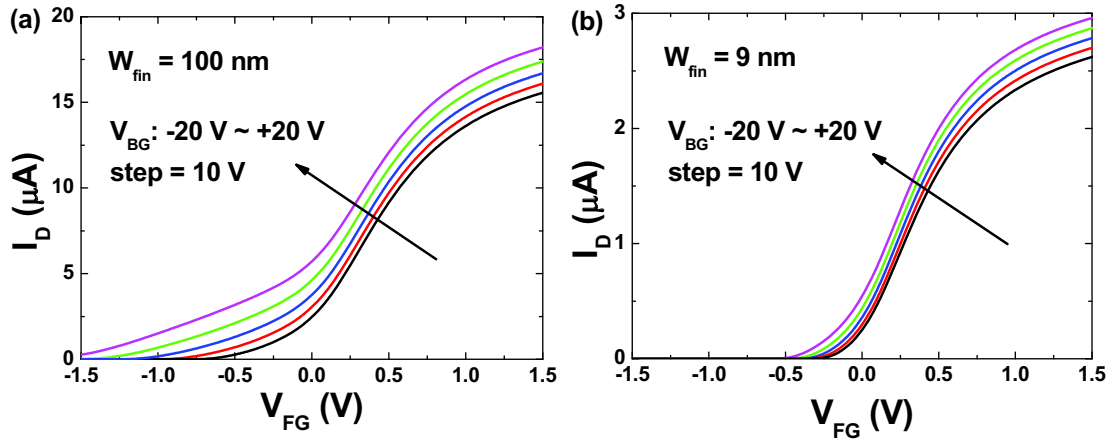 (a)
20
15
10
5
0
I_D (μA)
W_fin = 100 nm
V_BG: -20 V ~ +20 V
step = 10 V
-1.5 -1.0 -0.5 0.0 0.5 1.0 1.5
V_FG (V)
(b)
3
2
1
0
I_D (μA)
W_fin = 9 nm
V_BG: -20 V ~ +20 V
step = 10 V
-1.5 -1.0 -0.5 0.0 0.5 1.0 1.5
V_FG (V)